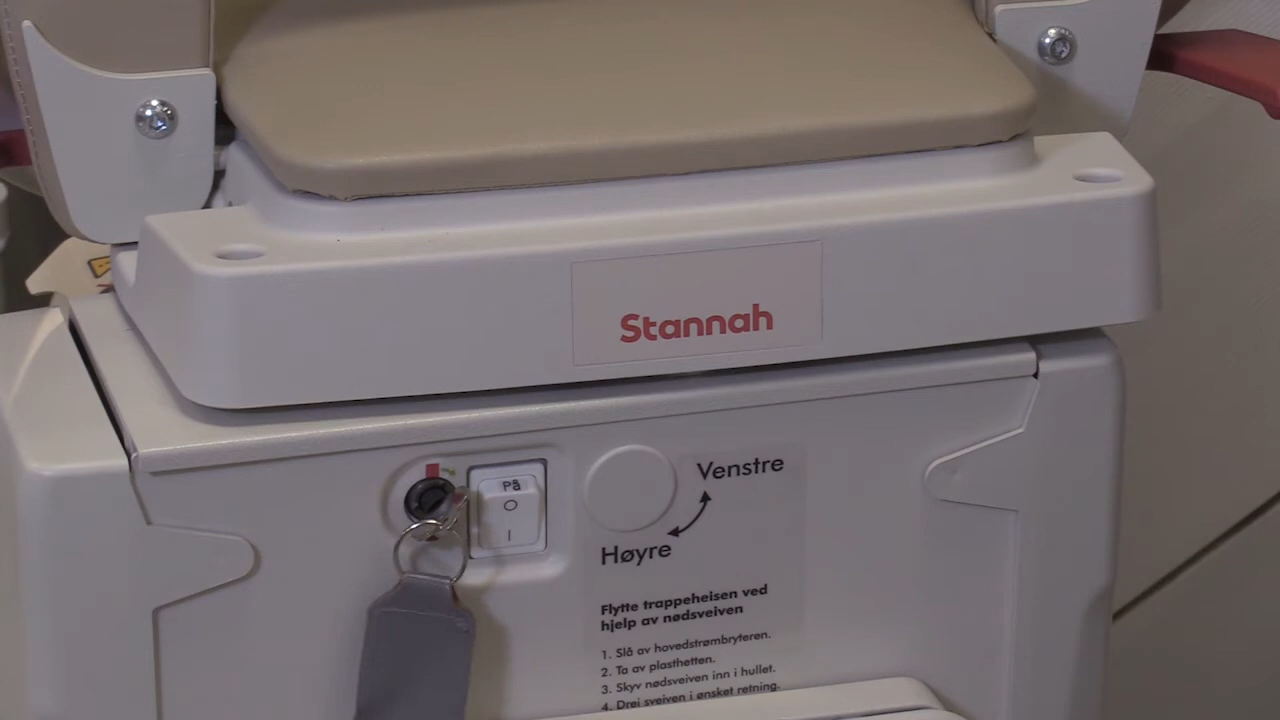 Stannah
På
Venstre
Høyre
Flytte trappeheisen ved
hjelp av nødsveiven
1. Slå av hovedstrømbryteren.
2. Ta av plasthetten.
3. Skyv nødsveiven inn i hullet.
4. Drei sveiven i ønsket retning.